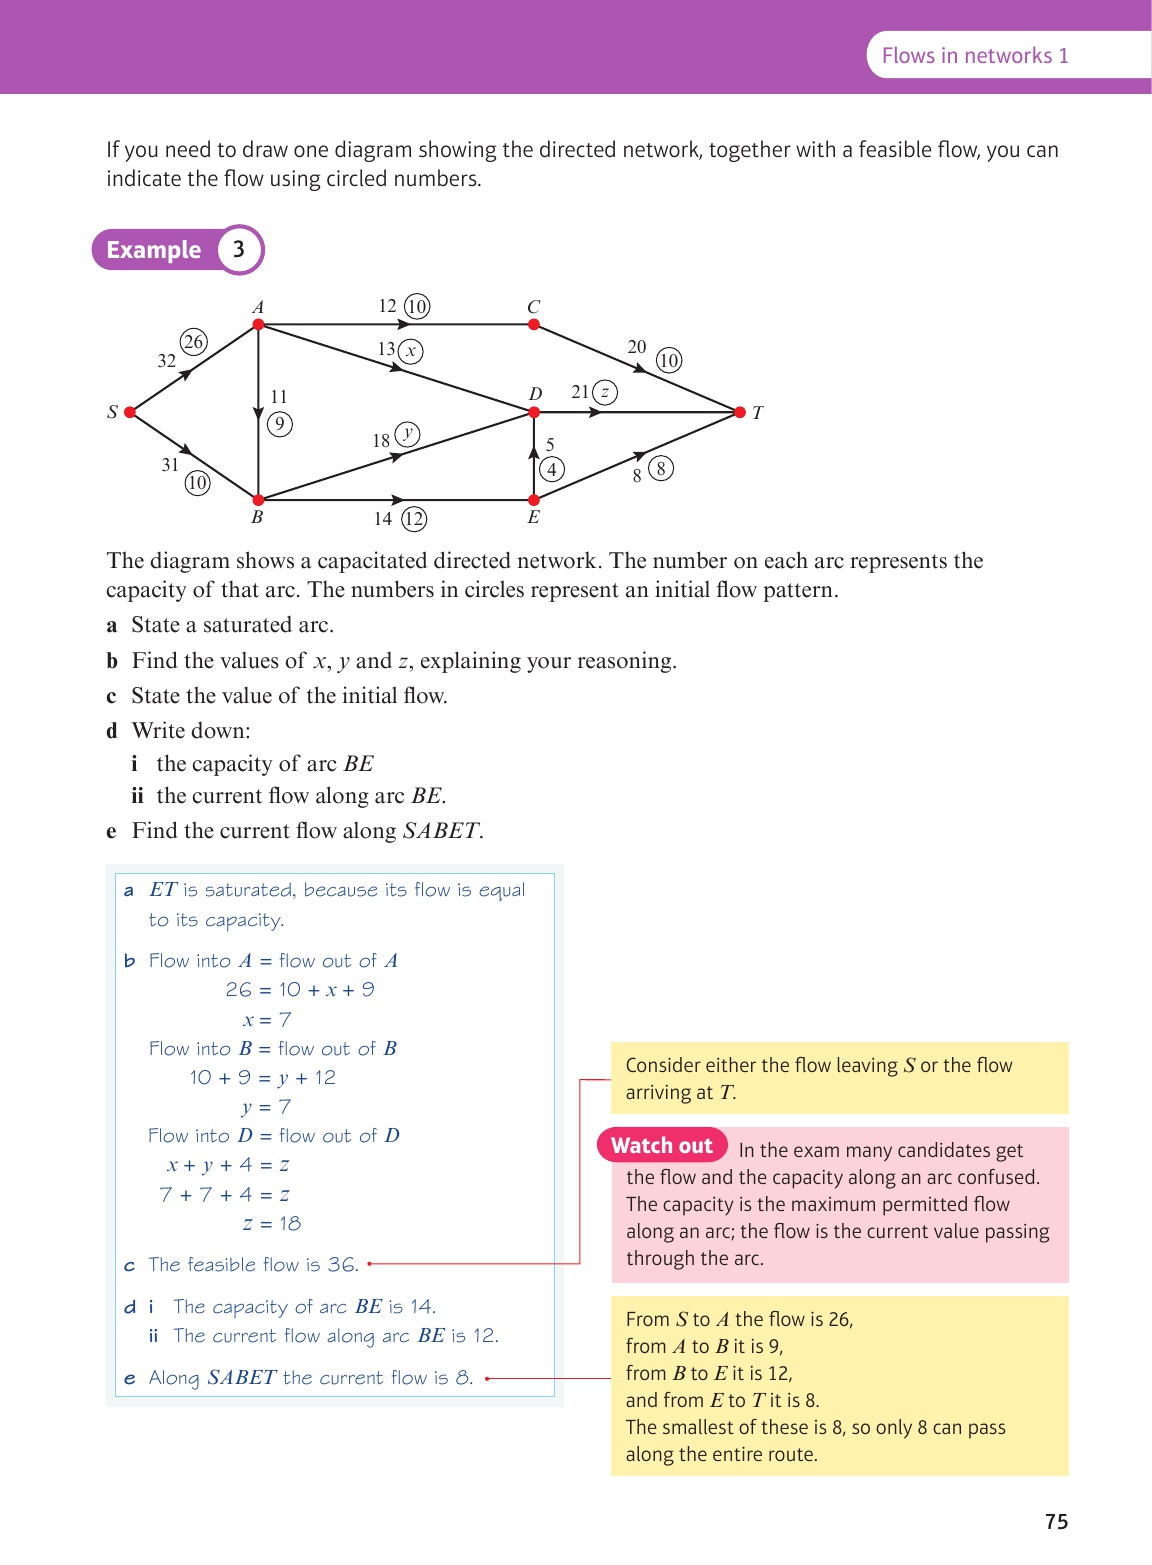 Flows in networks 1
If you need to draw one diagram showing the directed network, together with a feasible flow, you can
indicate the flow using circled numbers.
Example 3
A
12 10
C
26
32
13 x
20
10
11
9
D
21 z
S
T
18 y
5
4
31
10
8 8
B
14 12
E
The diagram shows a capacitated directed network. The number on each arc represents the
capacity of that arc. The numbers in circles represent an initial flow pattern.
a State a saturated arc.
b Find the values of x, y and z, explaining your reasoning.
c State the value of the initial flow.
d Write down:
i the capacity of arc BE
ii the current flow along arc BE.
e Find the current flow along SABET.
a ET is saturated, because its flow is equal
to its capacity.
b Flow into A = flow out of A
26 = 10 + x + 9
x = 7
Flow into B = flow out of B
10 + 9 = y + 12
y = 7
Flow into D = flow out of D
x + y + 4 = z
7 + 7 + 4 = z
z = 18
c The feasible flow is 36.
d i The capacity of arc BE is 14.
ii The current flow along arc BE is 12.
e Along SABET the current flow is 8.
Consider either the flow leaving S or the flow
arriving at T.
Watch out In the exam many candidates get
the flow and the capacity along an arc confused.
The capacity is the maximum permitted flow
along an arc; the flow is the current value passing
through the arc.
From S to A the flow is 26,
from A to B it is 9,
from B to E it is 12,
and from E to T it is 8.
The smallest of these is 8, so only 8 can pass
along the entire route.
75